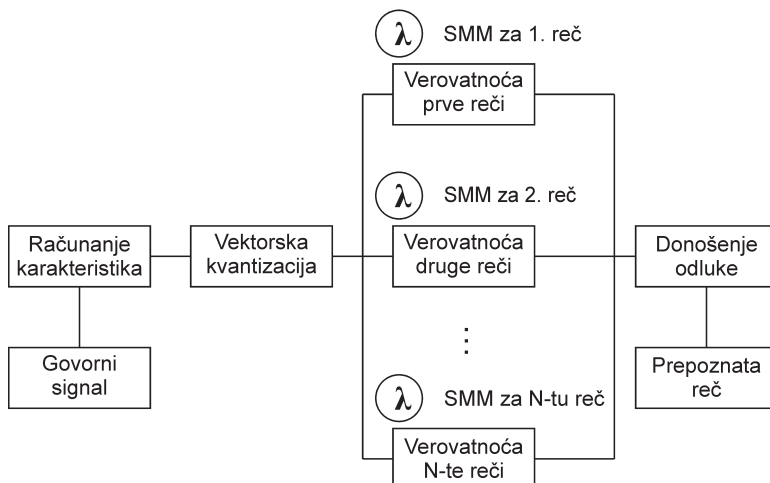 λ SMM za 1. reč
Verovatnoća
prve reči
λ SMM za 2. reč
Računanje
karakteristika
Vektorska
kvantizacija
Verovatnoća
druge reči
Donošenje
odluke
Govorni
signal
Prepoznata
reč
λ SMM za N-tu reč
Verovatnoća
N-te reči